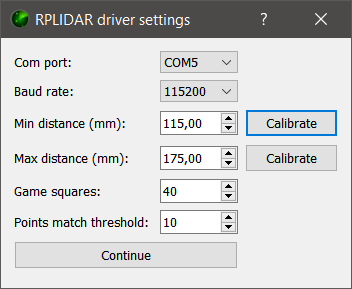 RPLIDAR driver settings ?
Com port: COM5
Baud rate: 115200
Min distance (mm): 115,00 Calibrate
Max distance (mm): 175,00 Calibrate
Game squares: 40
Points match threshold: 10
Continue